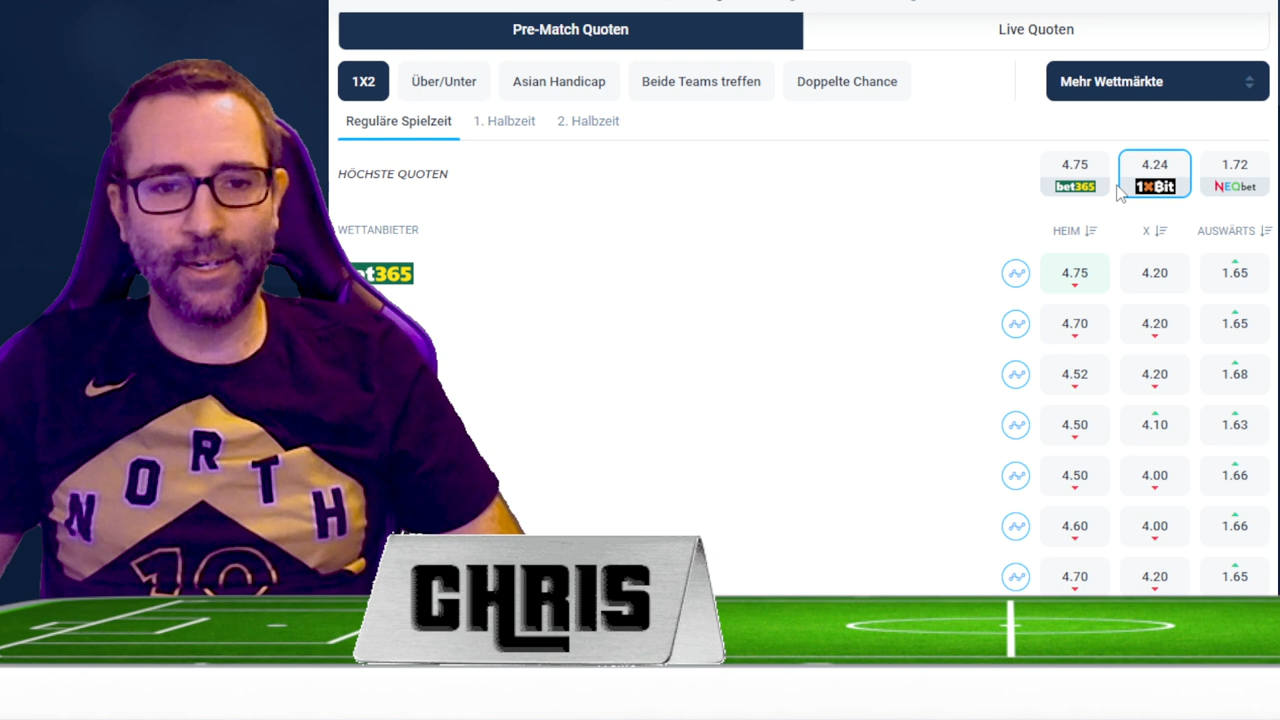 Pre-Match Quoten
Live Quoten
1X2
Über/Unter
Asian Handicap
Beide Teams treffen
Doppelte Chance
Mehr Wettmärkte
Reguläre Spielzeit
1. Halbzeit
2. Halbzeit
HÖCHSTE QUOTEN
4.75
4.24
1.72
bet365
1XBit
NEObet
WETTANBIETER
HEIM
X
AUSWÄRTS
et365
4.75
4.20
1.65
4.70
4.20
1.65
4.52
4.20
1.68
4.50
4.10
1.63
4.50
4.00
1.66
4.60
4.00
1.66
4.70
4.20
1.65
NORTH
10
CHRIS